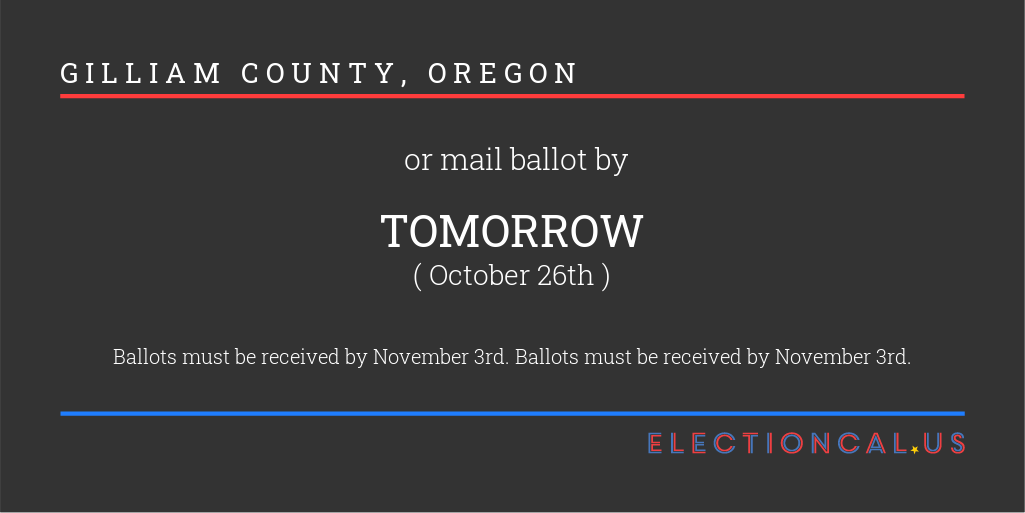 GILLIAM COUNTY, OREGON
or mail ballot by
TOMORROW
( October 26th )
Ballots must be received by November 3rd. Ballots must be received by November 3rd.
ELECTIONCAL.US